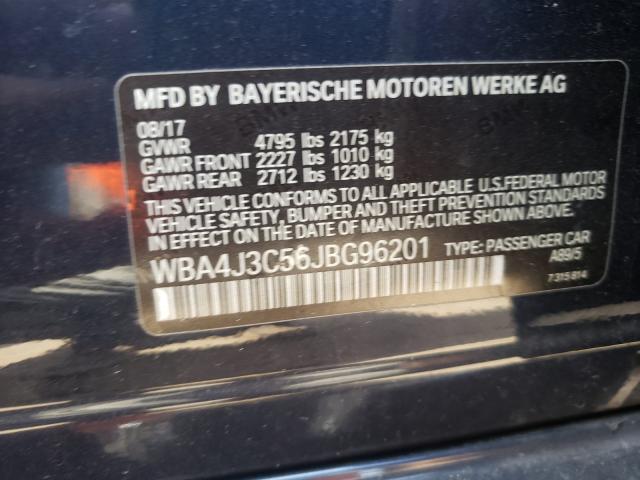 MFD BY BAYERISCHE MOTOREN WERKE AG
08/17
GVWR 4795 lbs 2175 kg
GAWR FRONT 2227 lbs 1010 kg
GAWR REAR 2712 lbs 1230 kg
THIS VEHICLE CONFORMS TO ALL APPLICABLE U.S.FEDERAL MOTOR
VEHICLE SAFETY, BUMPER AND THEFT PREVENTION STANDARDS
IN EFFECT ON THE DATE OF MANUFACTURE SHOWN ABOVE.
WBA4J3C56JBG96201 TYPE: PASSENGER CAR
A89/5
7315814